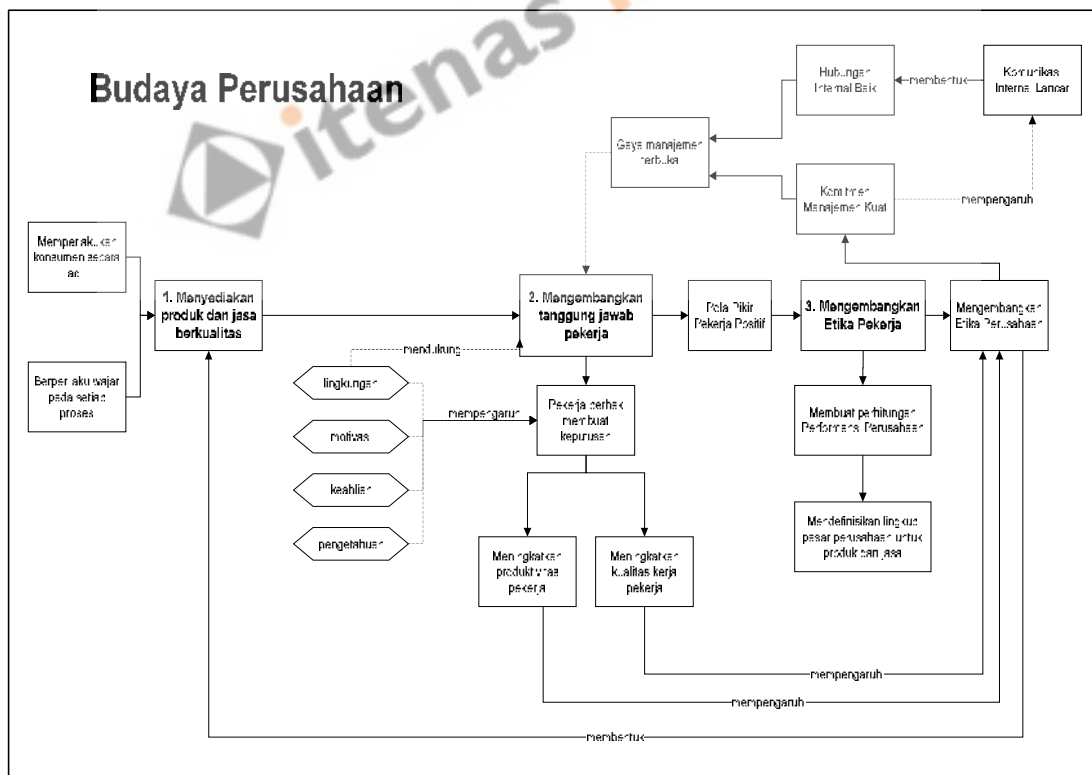 itenas
Budaya Perusahaan
Hubungan
Internal Baik
membentuk
Komunikasi
Internal Lancar
Gaya manajemen
terbuka
Komitmen
Manajemen Kuat
mempengaruh
Memperlakukan
konsumen secara
1. Menyediakan
produk dan jasa
berkualitas
2. Mengembangkan
tanggung jawab
pekerja
Pola Pikir
Pekerja Positif
3. Mengembangkan
Etika Pekerja
Mengembangkan
Etika Perusahaan
mendukung
lingkungan
Berperilaku wajar
pada setiap
proses
mempengaruh
Pekerja berhak
membuat
keputusan
Membuat perhitungan
Performansi Perusahaan
motivas
keahlian
pengetahuan
Mendefinisikan lingkup
pasar perusahaan untuk
produk dan jasa
Meningkatkan
produktivitas
pekerja
Meningkatkan
kualitas kerja
pekerja
mempengaruh
mempengaruh
membentuk